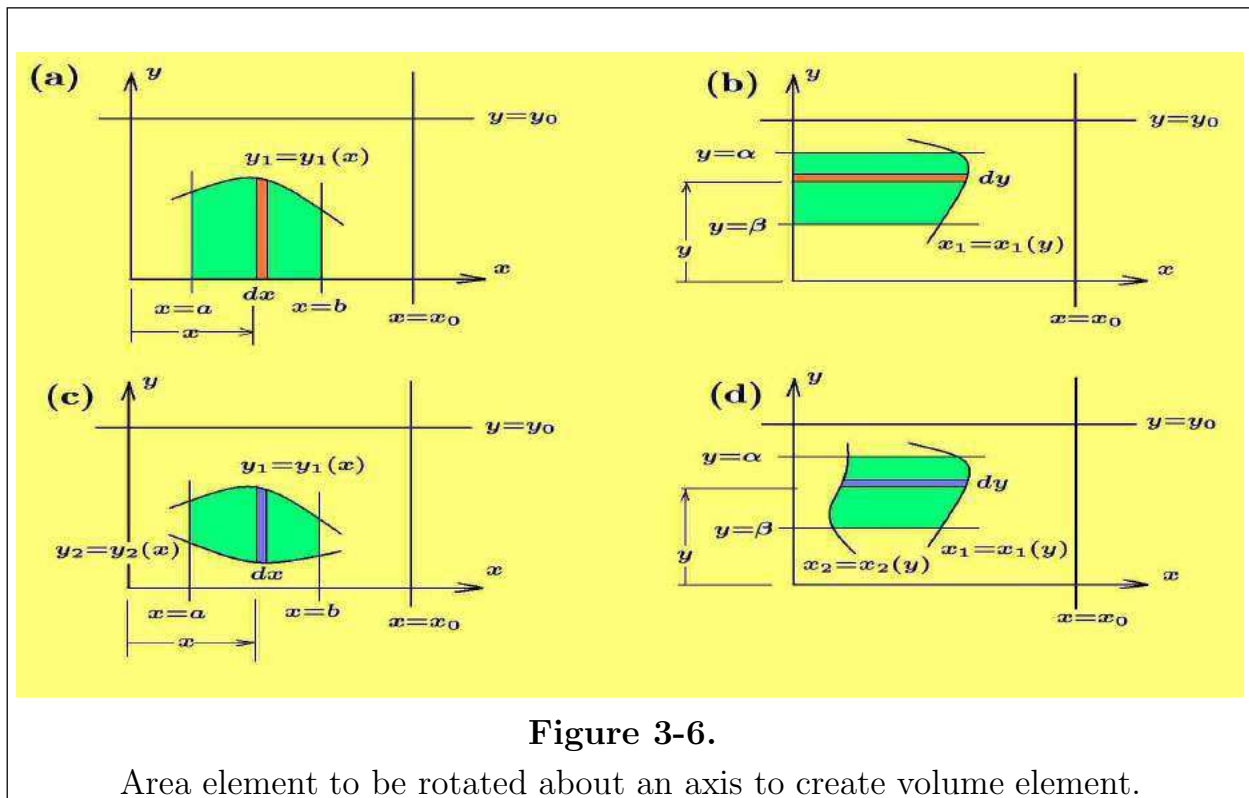 (a)
y
y=y₀
y₁=y₁(x)
x
dx
x=a
x=b
x=x₀
x
(b)
y
y=y₀
y=α
dy
y=β
y
x₁=x₁(y)
x
x=x₀
(c)
y
y=y₀
y₁=y₁(x)
y₂=y₂(x)
dx
x
x=a
x=b
x=x₀
x
(d)
y
y=y₀
y=α
dy
y=β
y
x₂=x₂(y)
x₁=x₁(y)
x
x=x₀
Figure 3-6.
Area element to be rotated about an axis to create volume element.